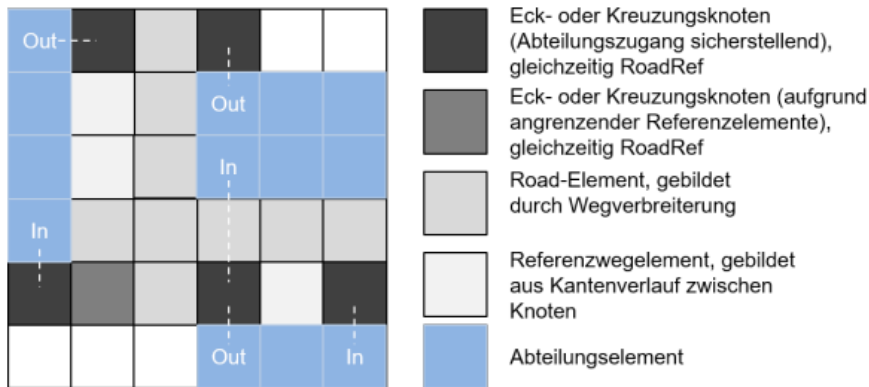 Out
Out
In
In
Out
In
Eck- oder Kreuzungsknoten
(Abteilungszugang sicherstellend),
gleichzeitig RoadRef
Eck- oder Kreuzungsknoten (aufgrund
angrenzender Referenzelemente),
gleichzeitig RoadRef
Road-Element, gebildet
durch Wegverbreiterung
Referenzwegelement, gebildet
aus Kantenverlauf zwischen
Knoten
Abteilungselement